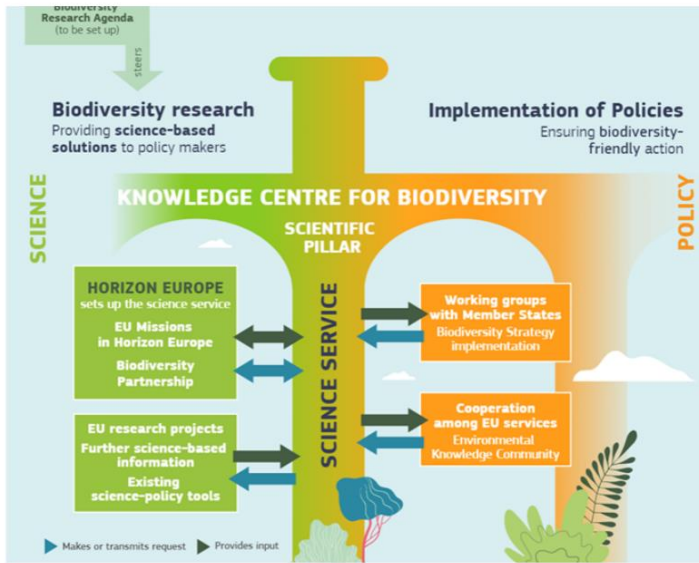 Biodiversity
Research Agenda
(to be set up)
steers
Biodiversity research
Providing science-based
solutions to policy makers
Implementation of Policies
Ensuring biodiversity-
friendly action
SCIENCE
POLICY
KNOWLEDGE CENTRE FOR BIODIVERSITY
SCIENTIFIC
PILLAR
SCIENCE SERVICE
HORIZON EUROPE
sets up the science service
EU Missions
in Horizon Europe
Biodiversity
Partnership
EU research projects
Further science-based
information
Existing
science-policy tools
Working groups
with Member States
Biodiversity Strategy
implementation
Cooperation
among EU services
Environmental
Knowledge Community
Makes or transmits request
Provides input